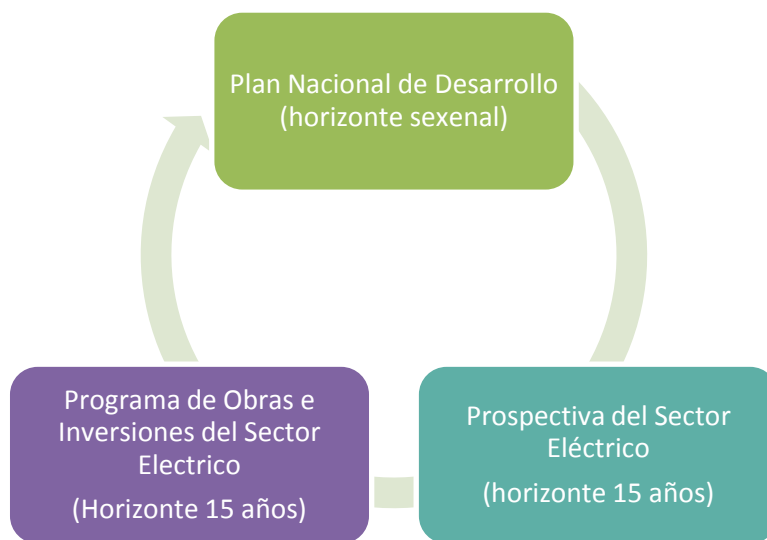 Plan Nacional de Desarrollo
(horizonte sexenal)
Programa de Obras e
Inversiones del Sector
Electrico
(Horizonte 15 años)
Prospectiva del Sector
Eléctrico
(horizonte 15 años)